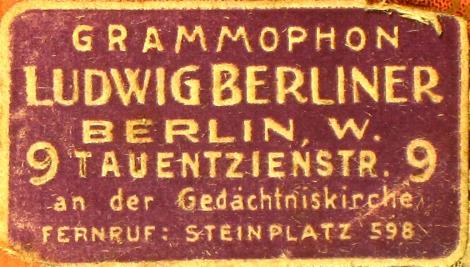 GRAMMOPHON
LUDWIG BERLINER
BERLIN, W.
9 TAUENTZIENSTR. 9
an der Gedächtniskirche
FERNRUF: STEINPLATZ 598